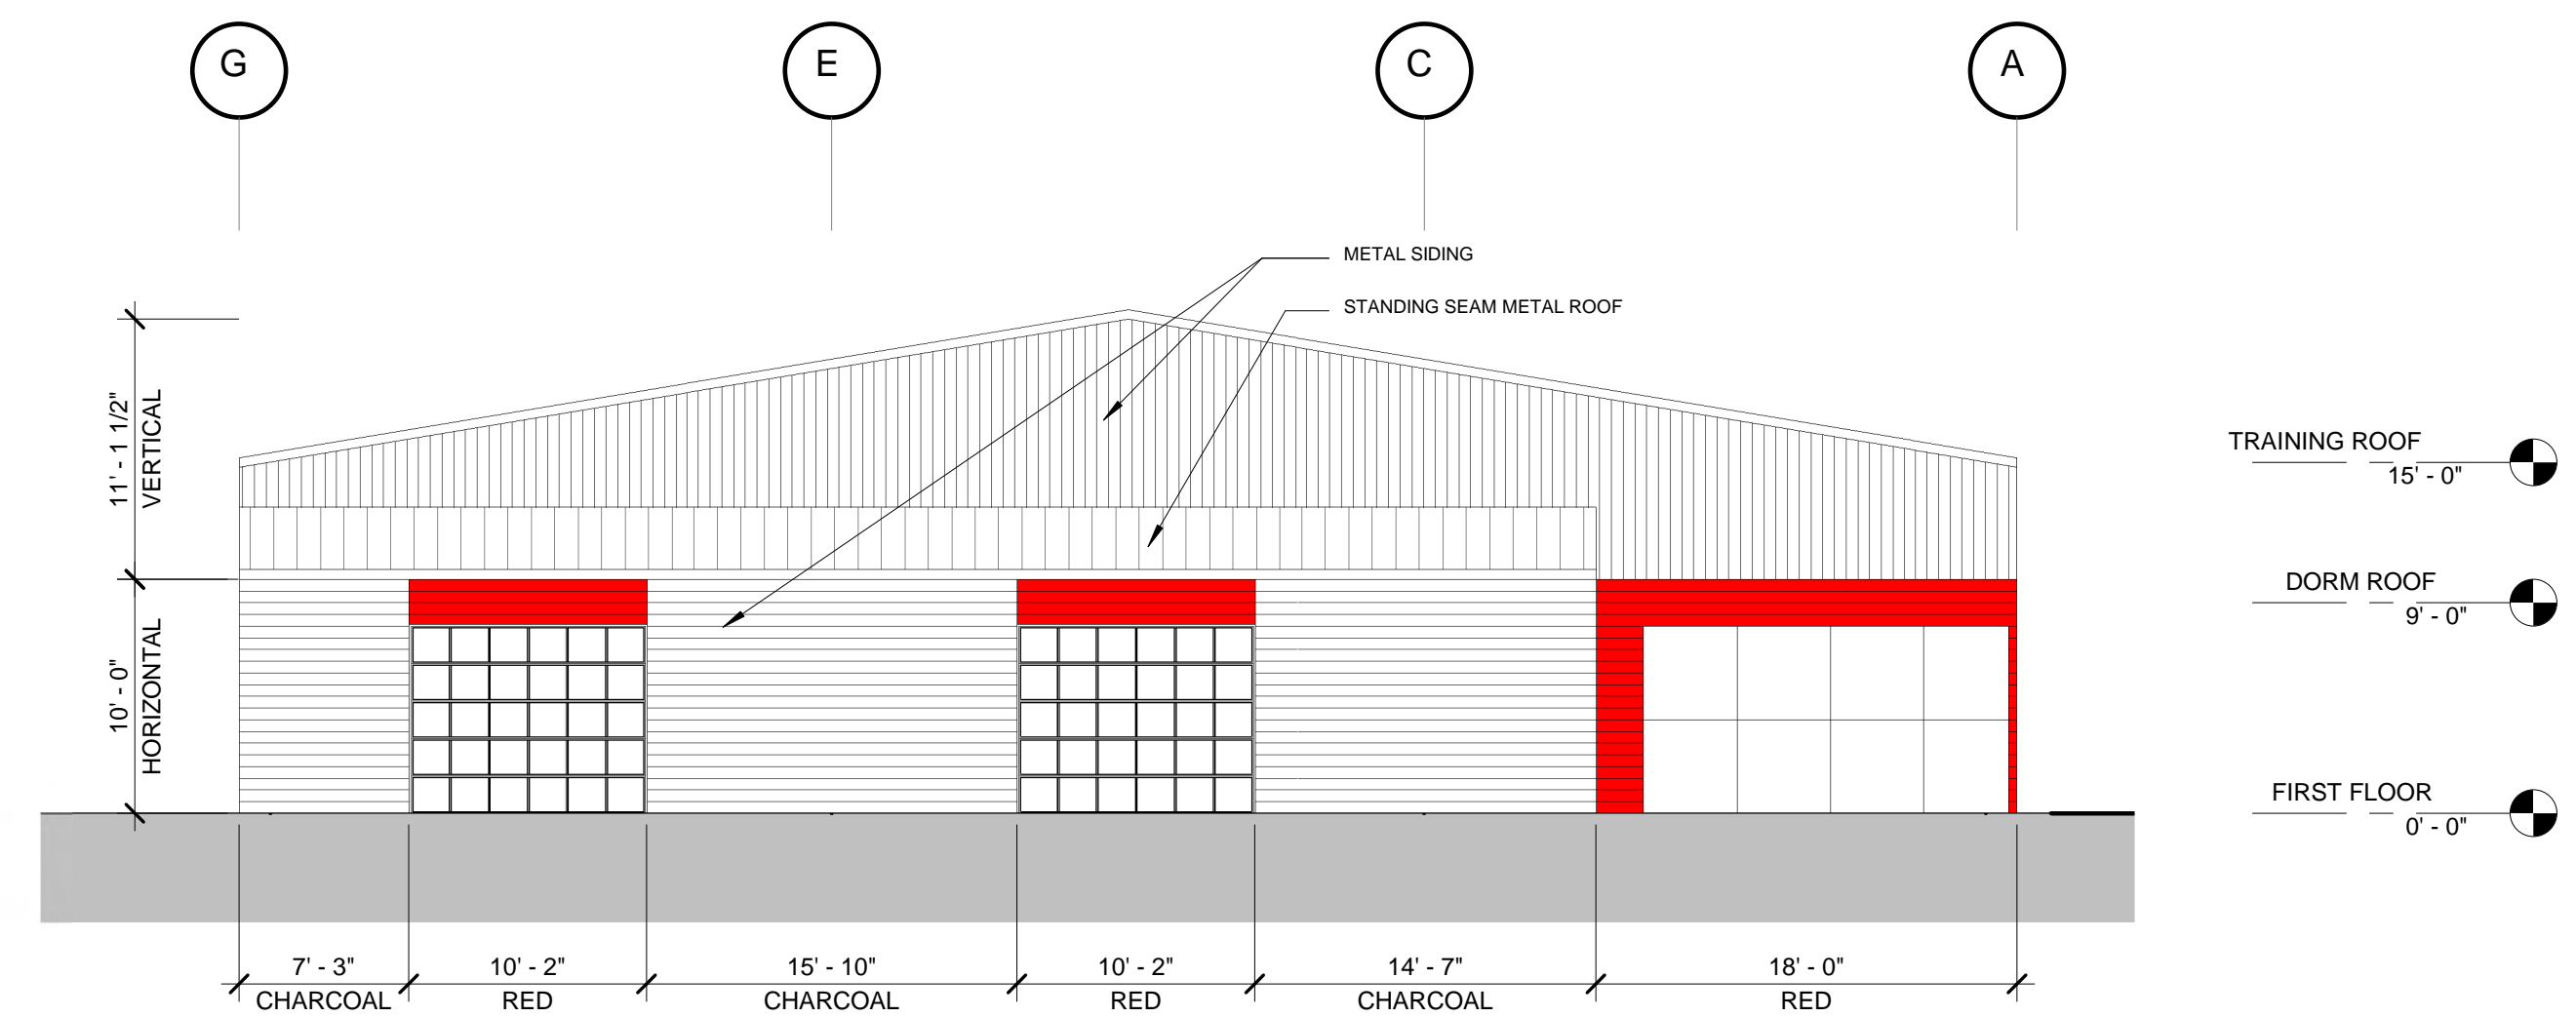 G
E
C
A
METAL SIDING
STANDING SEAM METAL ROOF
11' - 1 1/2"
VERTICAL
10' - 0"
HORIZONTAL
TRAINING ROOF
15' - 0"
DORM ROOF
9' - 0"
FIRST FLOOR
0' - 0"
7' - 3"
10' - 2"
15' - 10"
10' - 2"
14' - 7"
18' - 0"
CHARCOAL
RED
CHARCOAL
RED
CHARCOAL
RED